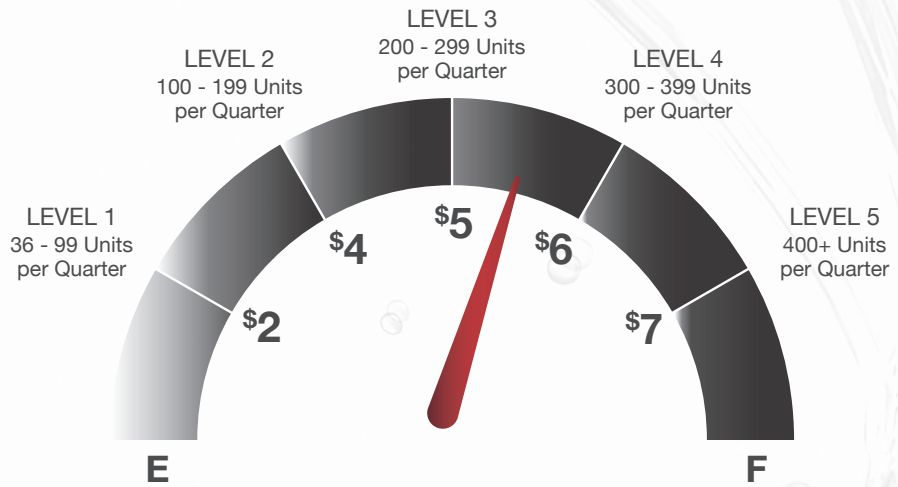 LEVEL 3
200 - 299 Units
per Quarter
LEVEL 2
100 - 199 Units
per Quarter
LEVEL 4
300 - 399 Units
per Quarter
LEVEL 1
36 - 99 Units
per Quarter
LEVEL 5
400+ Units
per Quarter
$2
$4
$5
$6
$7
E
F